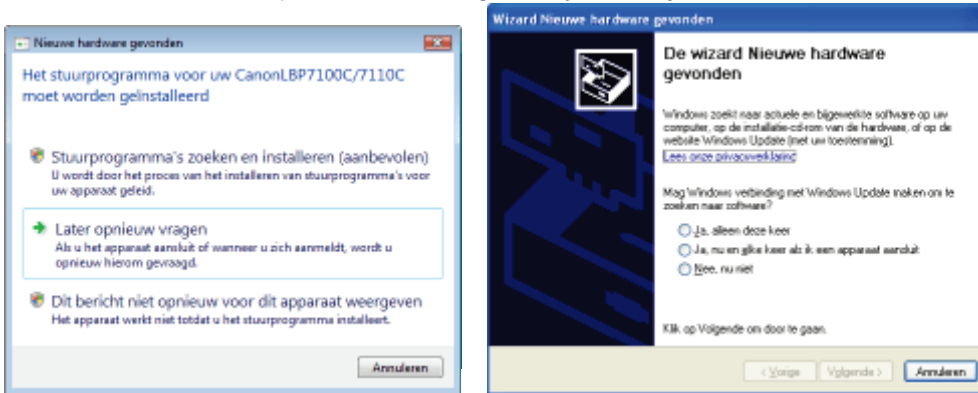 Nieuwe hardware gevonden
Het stuurprogramma voor uw CanonLBP7100C/7110C
moet worden geïnstalleerd
Stuurprogramma's zoeken en installeren (aanbevolen)
U wordt door het proces van het installeren van stuurprogramma's voor
uw apparaat geleid.
Later opnieuw vragen
Als u het apparaat aansluit of wanneer u zich aanmeldt, wordt u
opnieuw hierom gevraagd.
Dit bericht niet opnieuw voor dit apparaat weergeven
Het apparaat werkt niet totdat u het stuurprogramma installeert.
Annuleren
Wizard Nieuwe hardware gevonden
De wizard Nieuwe hardware
gevonden
Windows zoekt naar actuele en bijgewerkte software op uw
computer, op de installatie-cd-rom van de hardware, of op de
website Windows Update (met uw toestemming).
Lees onze privacyverklaring
Mag Windows verbinding met Windows Update maken om te
zoeken naar software?
Ja, alleen deze keer
Ja, nu en elke keer als ik een apparaat aansluit
Nee, nu niet
Klik op Volgende om door te gaan.
< Vorige
Volgende >
Annuleren